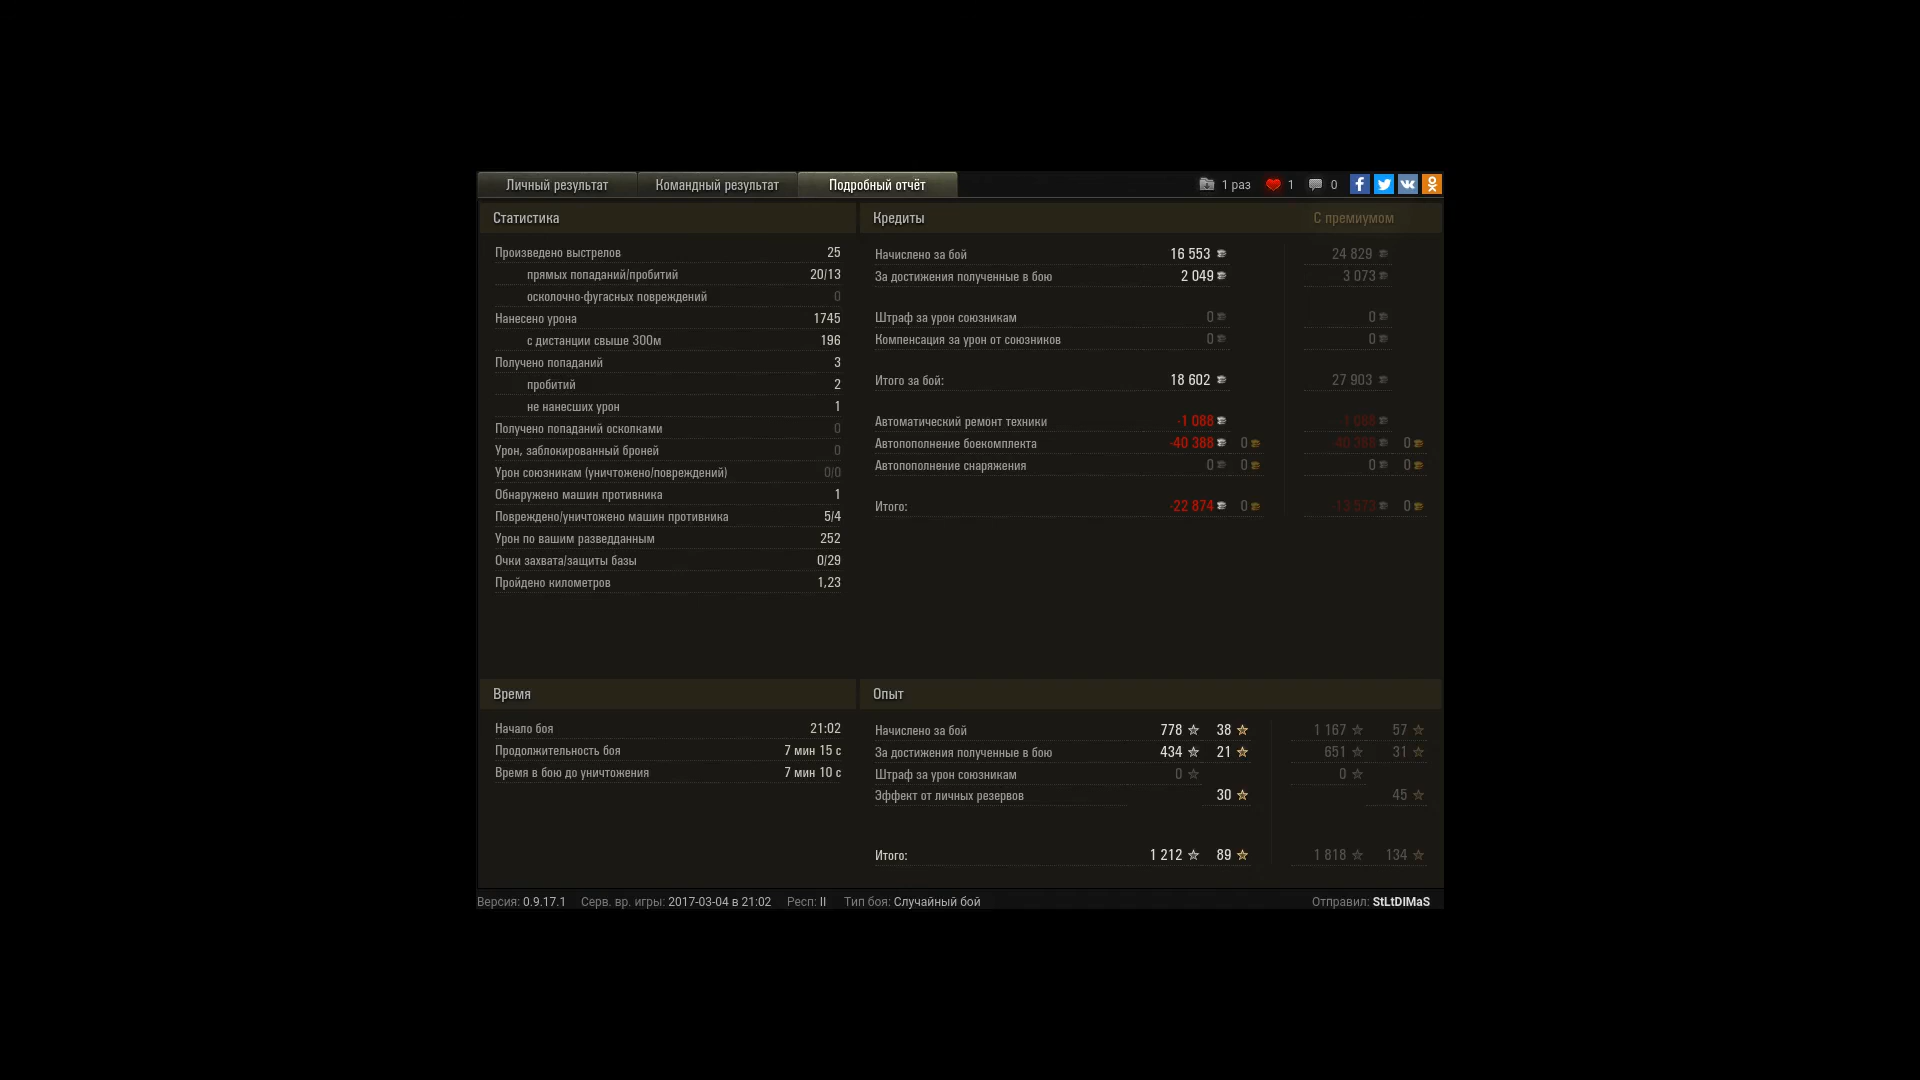 Личный результат Командный результат Подробный отчёт 1 раз 1 0
Статистика
Произведено выстрелов 25
прямых попаданий/пробитий 20/13
осколочно-фугасных повреждений 0
Нанесено урона 1745
с дистанции свыше 300м 196
Получено попаданий 3
пробитий 2
не нанесших урон 1
Получено попаданий осколками 0
Урон, заблокированный броней 0
Урон союзникам (уничтожено/повреждений) 0/0
Обнаружено машин противника 1
Повреждено/уничтожено машин противника 5/4
Урон по вашим разведданным 252
Очки захвата/защиты базы 0/29
Пройдено километров 1,23
Кредиты С премиумом
Начислено за бой 16 553 24 829
За достижения полученные в бою 2 049 3 073
Штраф за урон союзникам 0 0
Компенсация за урон от союзников 0 0
Итого за бой: 18 602 27 903
Автоматический ремонт техники -1 088 -1 088
Автопополнение боекомплекта -40 388 0 -40 388 0
Автопополнение снаряжения 0 0 0 0
Итого: -22 874 0 -13 573 0
Время
Начало боя 21:02
Продолжительность боя 7 мин 15 с
Время в бою до уничтожения 7 мин 10 с
Опыт
Начислено за бой 778 38 1 167 57
За достижения полученные в бою 434 21 651 31
Штраф за урон союзникам 0 0
Эффект от личных резервов 30 45
Итого: 1 212 89 1 818 134
Версия: 0.9.17.1 Серв. вр. игры: 2017-03-04 в 21:02 Респ: II Тип боя: Случайный бой Отправил: StLtDIMaS